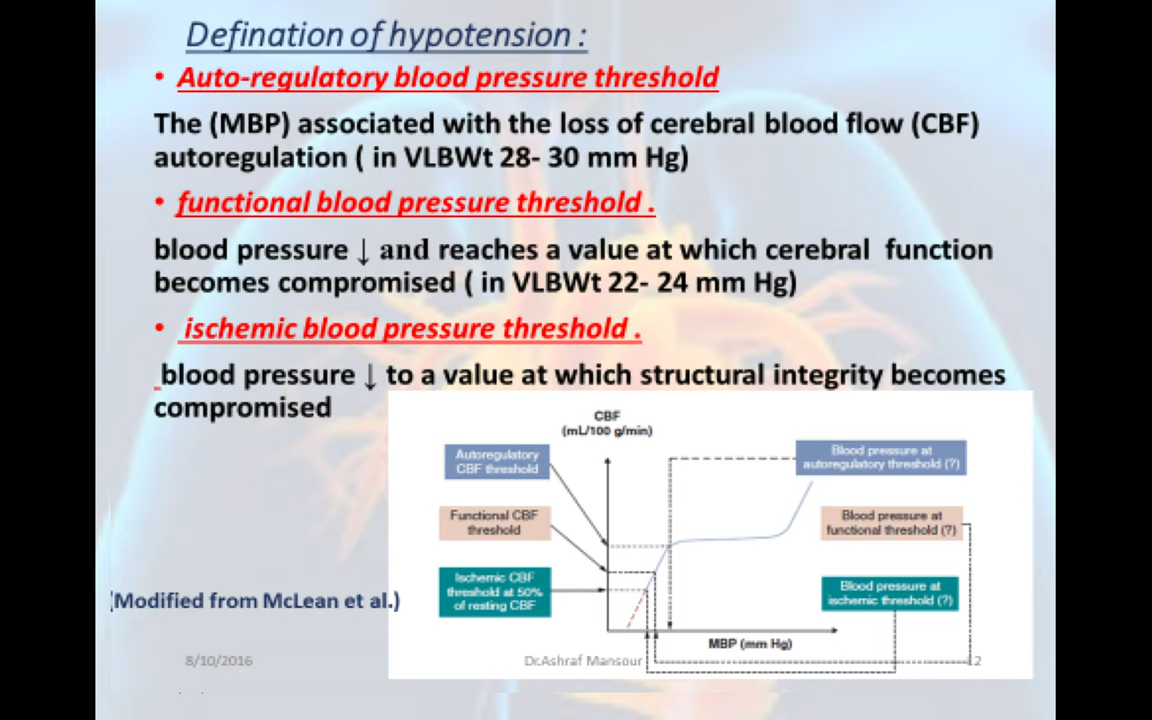 Defination of hypotension :
• Auto-regulatory blood pressure threshold
The (MBP) associated with the loss of cerebral blood flow (CBF)
autoregulation ( in VLBWt 28- 30 mm Hg)
• functional blood pressure threshold .
blood pressure ↓ and reaches a value at which cerebral function
becomes compromised ( in VLBWt 22- 24 mm Hg)
• ischemic blood pressure threshold .
blood pressure ↓ to a value at which structural integrity becomes
compromised
CBF
(mL/100 g/min)
Autoregulatory
CBF threshold
Blood pressure at
autoregulatory threshold (?)
Functional CBF
threshold
Blood pressure at
functional threshold (?)
Ischemic CBF
threshold at 50%
of resting CBF
Blood pressure at
ischemic threshold (?)
(Modified from McLean et al.)
MBP (mm Hg)
8/10/2016
Dr.Ashraf Mansour
12